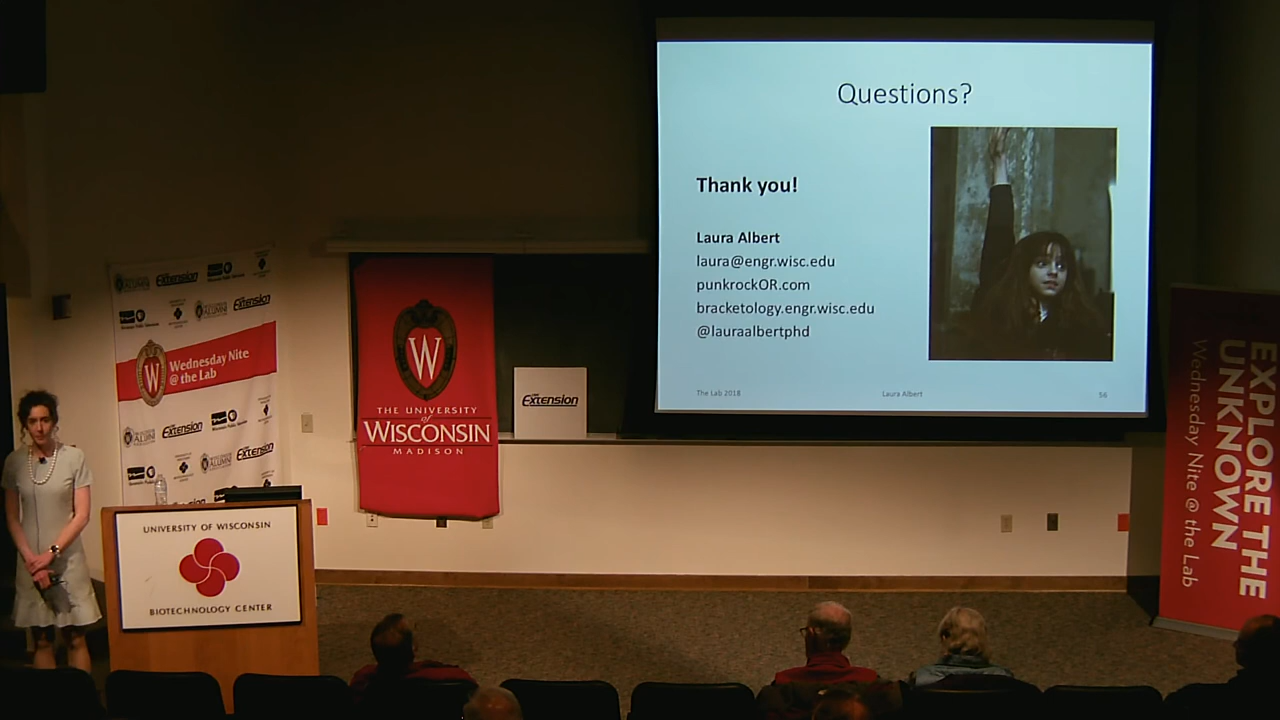 Questions?
Thank you!
Laura Albert
laura@engr.wisc.edu
punkrockOR.com
bracketology.engr.wisc.edu
@lauraalbertphd
The Lab 2018
Laura Albert
56
Extension
Extension
Wednesday Nite
@ the Lab
W
Extension
ALUMNI
Extension
W
THE UNIVERSITY
of
WISCONSIN
MADISON
Extension
UNIVERSITY OF WISCONSIN
BIOTECHNOLOGY CENTER
EXPLORE THE
UNKNOWN
Wednesday Nite @ the Lab